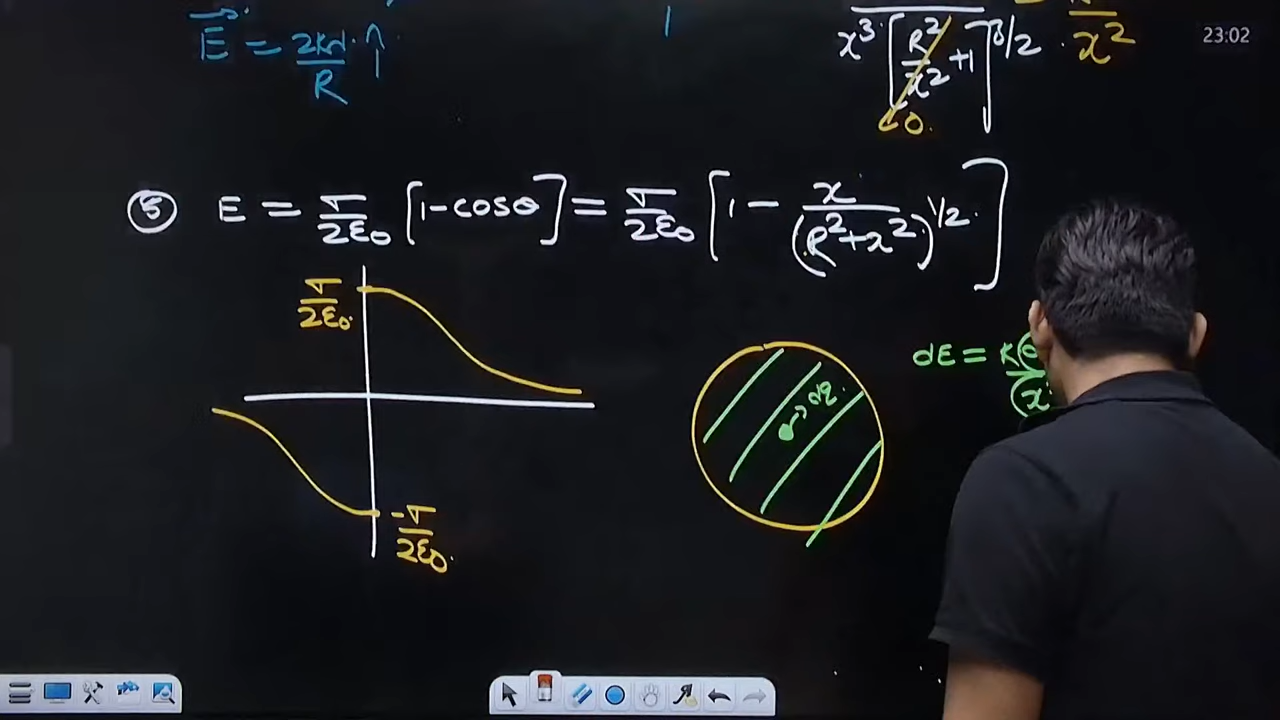 E⃗ = 2Kλ/R ↑
x³[R²/x² + 1]^3/2
x²
0
23:02
⑤ E = σ/2ε₀ [1-cosθ] = σ/2ε₀ [1 - x/(R²+x²)^1/2]
σ/2ε₀
dE = K(
(x
-σ/2ε₀